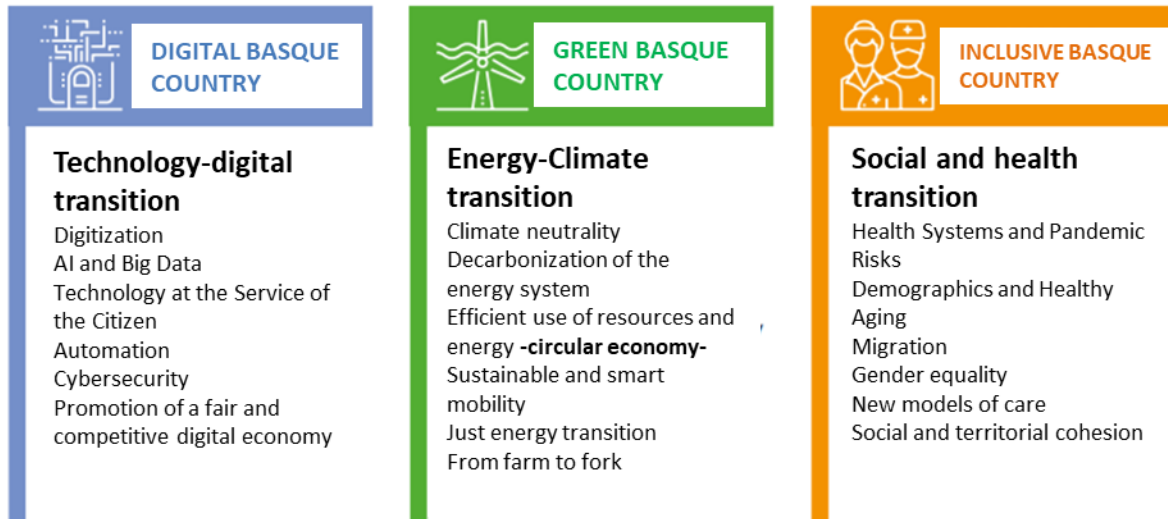 DIGITAL BASQUE
COUNTRY
Technology-digital
transition
Digitization
AI and Big Data
Technology at the Service of
the Citizen
Automation
Cybersecurity
Promotion of a fair and
competitive digital economy
GREEN BASQUE
COUNTRY
Energy-Climate
transition
Climate neutrality
Decarbonization of the
energy system
Efficient use of resources and
energy -circular economy-
Sustainable and smart
mobility
Just energy transition
From farm to fork
INCLUSIVE BASQUE
COUNTRY
Social and health
transition
Health Systems and Pandemic
Risks
Demographics and Healthy
Aging
Migration
Gender equality
New models of care
Social and territorial cohesion